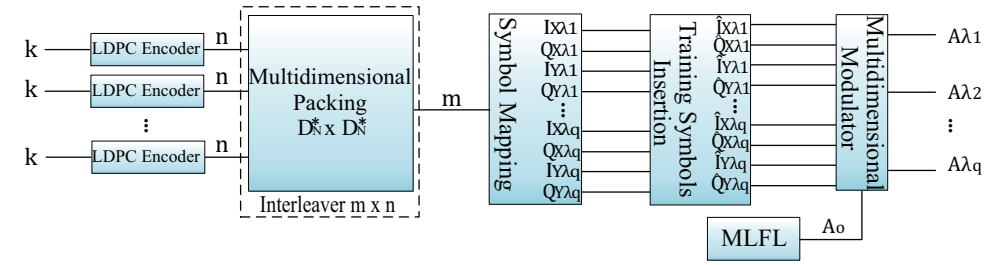 k
LDPC Encoder
n
k
LDPC Encoder
n
⋮
k
LDPC Encoder
n
Multidimensional
Packing
D*N x D*N
Interleaver m x n
m
Symbol Mapping
IXλ1
QXλ1
IYλ1
QYλ1
⋮
IXλq
QXλq
IYλq
QYλq
Training Symbols
Insertion
ÎXλ1
Q̂Xλ1
ÎYλ1
Q̂Yλ1
⋮
ÎXλq
Q̂Xλq
ÎYλq
Q̂Yλq
Multidimensional
Modulator
Aλ1
Aλ2
⋮
Aλq
MLFL
Ao